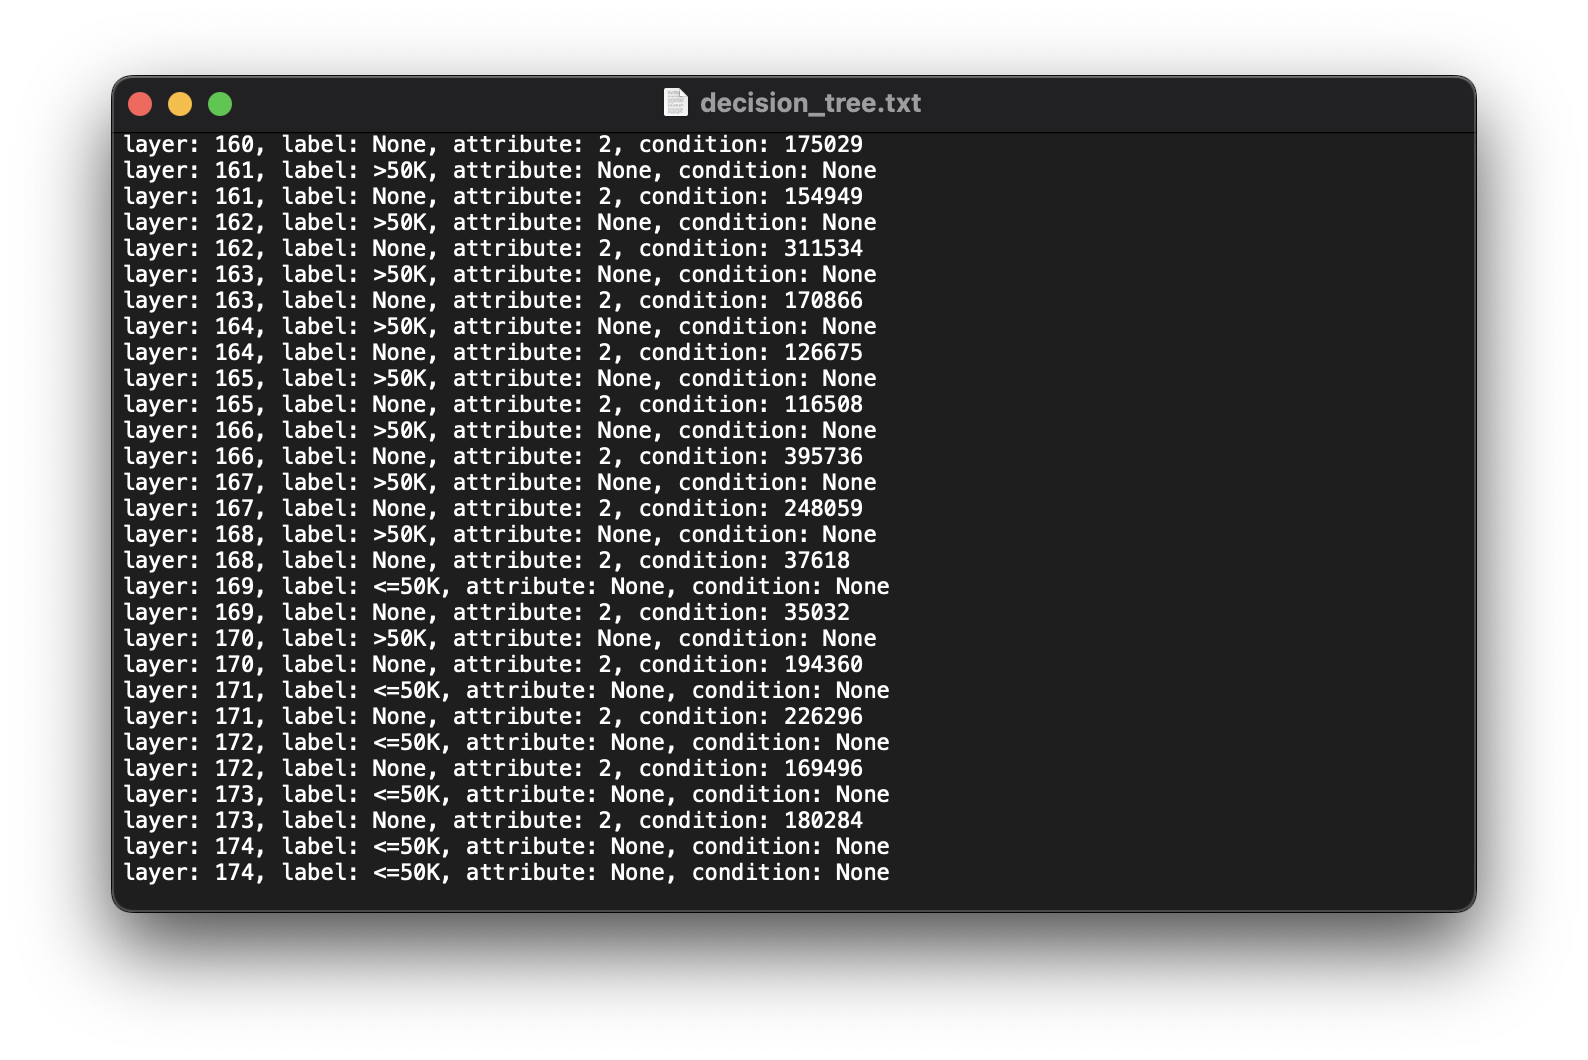 decision_tree.txt
layer: 160, label: None, attribute: 2, condition: 175029
layer: 161, label: >50K, attribute: None, condition: None
layer: 161, label: None, attribute: 2, condition: 154949
layer: 162, label: >50K, attribute: None, condition: None
layer: 162, label: None, attribute: 2, condition: 311534
layer: 163, label: >50K, attribute: None, condition: None
layer: 163, label: None, attribute: 2, condition: 170866
layer: 164, label: >50K, attribute: None, condition: None
layer: 164, label: None, attribute: 2, condition: 126675
layer: 165, label: >50K, attribute: None, condition: None
layer: 165, label: None, attribute: 2, condition: 116508
layer: 166, label: >50K, attribute: None, condition: None
layer: 166, label: None, attribute: 2, condition: 395736
layer: 167, label: >50K, attribute: None, condition: None
layer: 167, label: None, attribute: 2, condition: 248059
layer: 168, label: >50K, attribute: None, condition: None
layer: 168, label: None, attribute: 2, condition: 37618
layer: 169, label: <=50K, attribute: None, condition: None
layer: 169, label: None, attribute: 2, condition: 35032
layer: 170, label: >50K, attribute: None, condition: None
layer: 170, label: None, attribute: 2, condition: 194360
layer: 171, label: <=50K, attribute: None, condition: None
layer: 171, label: None, attribute: 2, condition: 226296
layer: 172, label: <=50K, attribute: None, condition: None
layer: 172, label: None, attribute: 2, condition: 169496
layer: 173, label: <=50K, attribute: None, condition: None
layer: 173, label: None, attribute: 2, condition: 180284
layer: 174, label: <=50K, attribute: None, condition: None
layer: 174, label: <=50K, attribute: None, condition: None